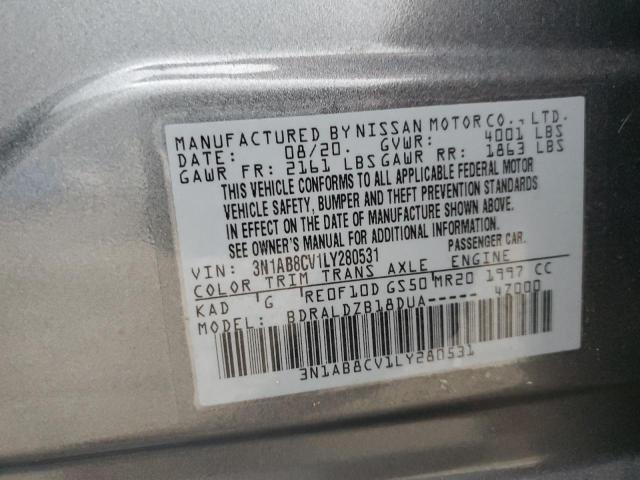 MANUFACTURED BY NISSAN MOTOR CO., LTD.
DATE: 08/20. GVWR: 4001 LBS
GAWR FR: 2161 LBS GAWR RR: 1863 LBS
THIS VEHICLE CONFORMS TO ALL APPLICABLE FEDERAL MOTOR
VEHICLE SAFETY, BUMPER AND THEFT PREVENTION STANDARDS
IN EFFECT ON THE DATE OF MANUFACTURE SHOWN ABOVE.
SEE OWNER'S MANUAL FOR ADDITIONAL INFORMATION.
VIN: 3N1AB8CV1LY280531 PASSENGER CAR.
COLOR TRIM TRANS AXLE ENGINE
KAD G RE0F10D GS50 MR20 1997 CC
MODEL: BDRALDZB18DUA----- 47000
3N1AB8CV1LY280531